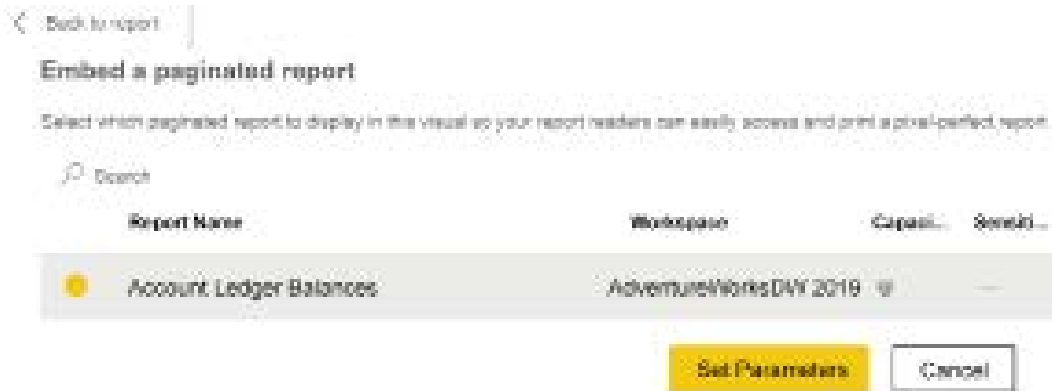 Back to report
Embed a paginated report
Select which paginated report to display in this visual so your report readers can easily access and print a pixel-perfect report.
Search
Report Name Workspace Capaci... Sensiti...
Account Ledger Balances AdventureWorksDW 2019
Set Parameters Cancel